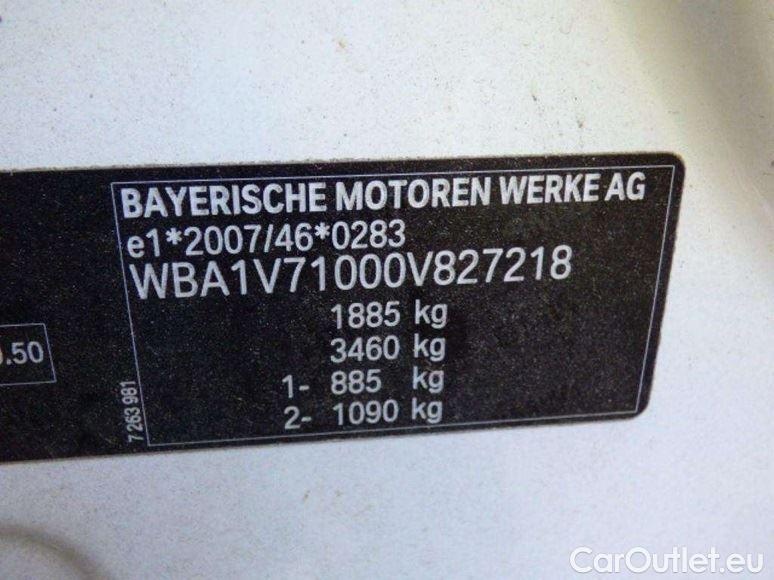 BAYERISCHE MOTOREN WERKE AG
e1*2007/46*0283
WBA1V71000V827218
1885 kg
3460 kg
1- 885 kg
2- 1090 kg
.50
7 263 981
CarOutlet.eu